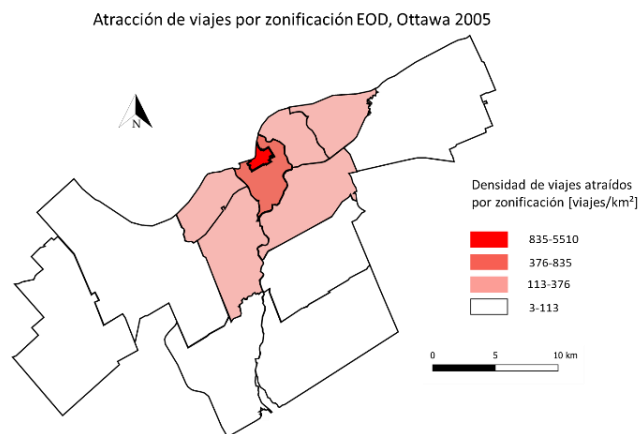 Atracción de viajes por zonificación EOD, Ottawa 2005
N
Densidad de viajes atraídos
por zonificación [viajes/km²]
835-5510
376-835
113-376
3-113
0 5 10 km